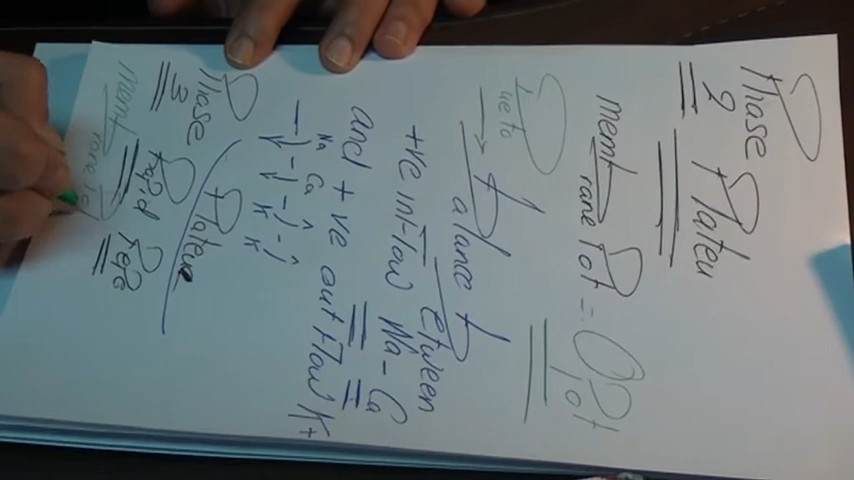 Phase 2 Plateu
membrane Pot = 0 Pot
Due to
→ balance between
+ve inflow Na - Ca
and +ve outflow K+
Na Ca
K K
Plateu
Phase 3 Rapid Repo
membrane Po